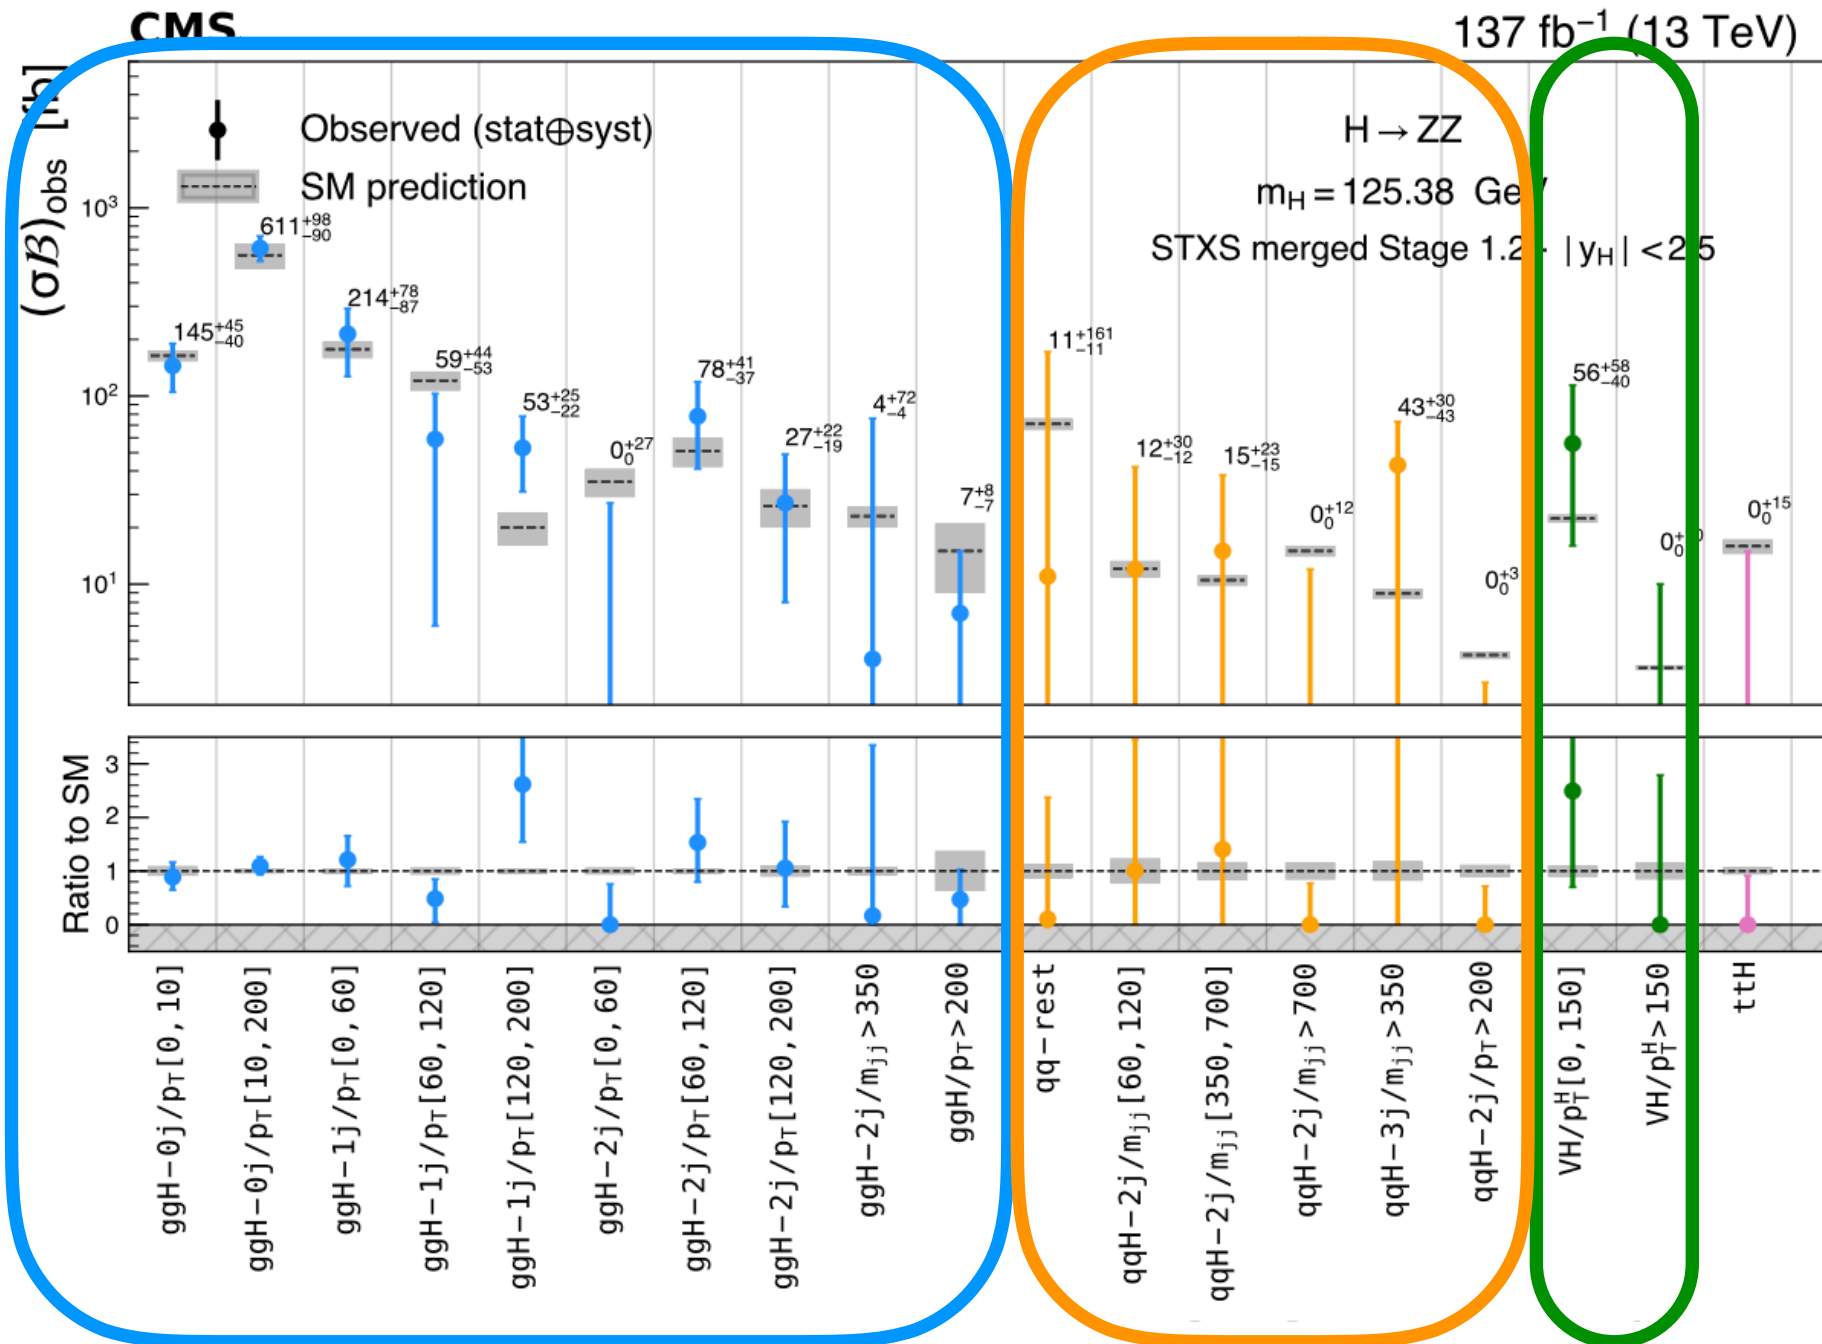 CMS
137 fb⁻¹ (13 TeV)
(σℬ)obs [fb]
Observed (stat⊕syst)
SM prediction
H → ZZ
mH = 125.38 GeV
STXS merged Stage 1.2 - |yH| < 2.5
10³
10²
10¹
145 +45 −40
611 +98 −90
214 +78 −87
59 +44 −53
53 +25 −22
0 +27 0
78 +41 −37
27 +22 −19
4 +72 −4
7 +8 −7
11 +161 −11
12 +30 −12
15 +23 −15
0 +12 0
43 +30 −43
0 +3 0
56 +58 −40
0 0
0 +15 0
Ratio to SM
3
2
1
0
ggH−0j/pT[0,10]
ggH−0j/pT[10,200]
ggH−1j/pT[0,60]
ggH−1j/pT[60,120]
ggH−1j/pT[120,200]
ggH−2j/pT[0,60]
ggH−2j/pT[60,120]
ggH−2j/pT[120,200]
ggH−2j/mjj>350
ggH/pT>200
qq−rest
qqH−2j/mjj[60,120]
qqH−2j/mjj[350,700]
qqH−2j/mjj>700
qqH−3j/mjj>350
qqH−2j/pT>200
VH/pTH[0,150]
VH/pTH>150
ttH